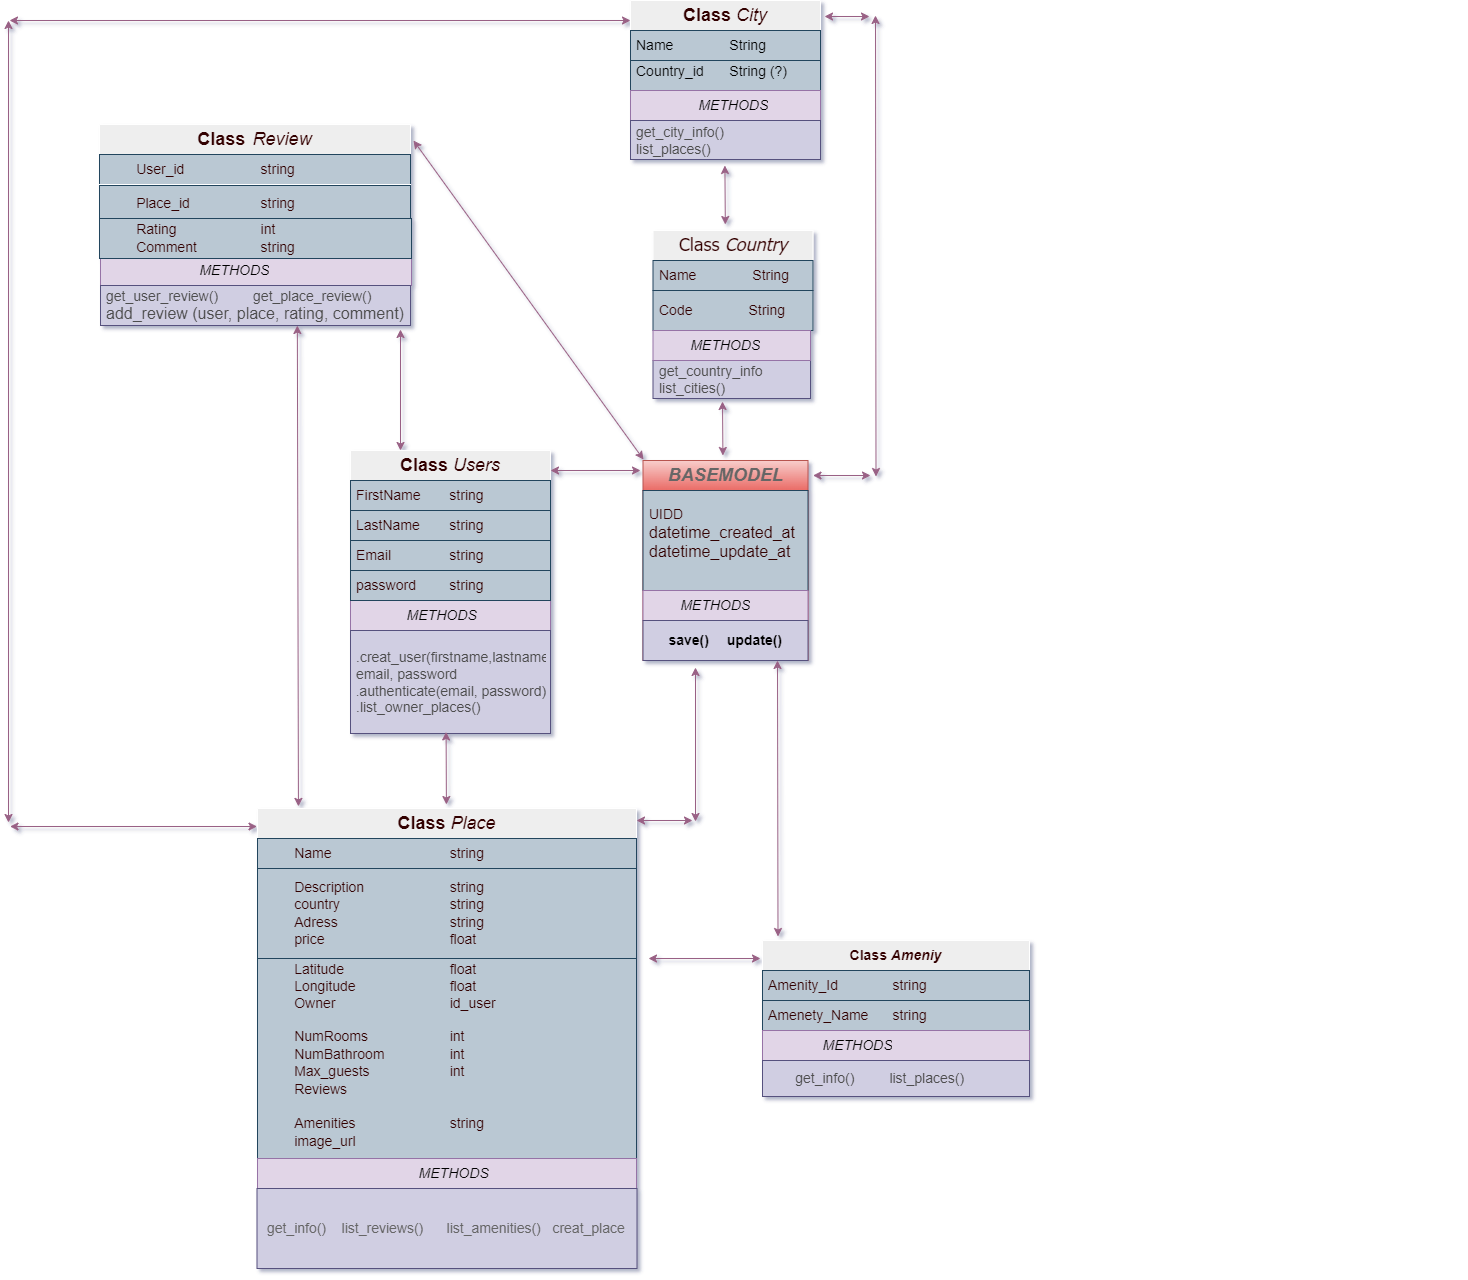 Class City
Name String
Country_id String (?)
METHODS
get_city_info()
list_places()
Class Review
User_id string
Place_id string
Rating int
Comment string
METHODS
get_user_review() get_place_review()
add_review (user, place, rating, comment)
Class Country
Name String
Code String
METHODS
get_country_info
list_cities()
Class Users
FirstName string
LastName string
Email string
password string
METHODS
.creat_user(firstname,lastname
email, password
.authenticate(email, password)
.list_owner_places()
BASEMODEL
UIDD
datetime_created_at
datetime_update_at
METHODS
save() update()
Class Place
Name string
Description string
country string
Adress string
price float
Latitude float
Longitude float
Owner id_user
NumRooms int
NumBathroom int
Max_guests int
Reviews
Amenities string
image_url
METHODS
get_info() list_reviews() list_amenities() creat_place
Class Ameniy
Amenity_Id string
Amenety_Name string
METHODS
get_info() list_places()